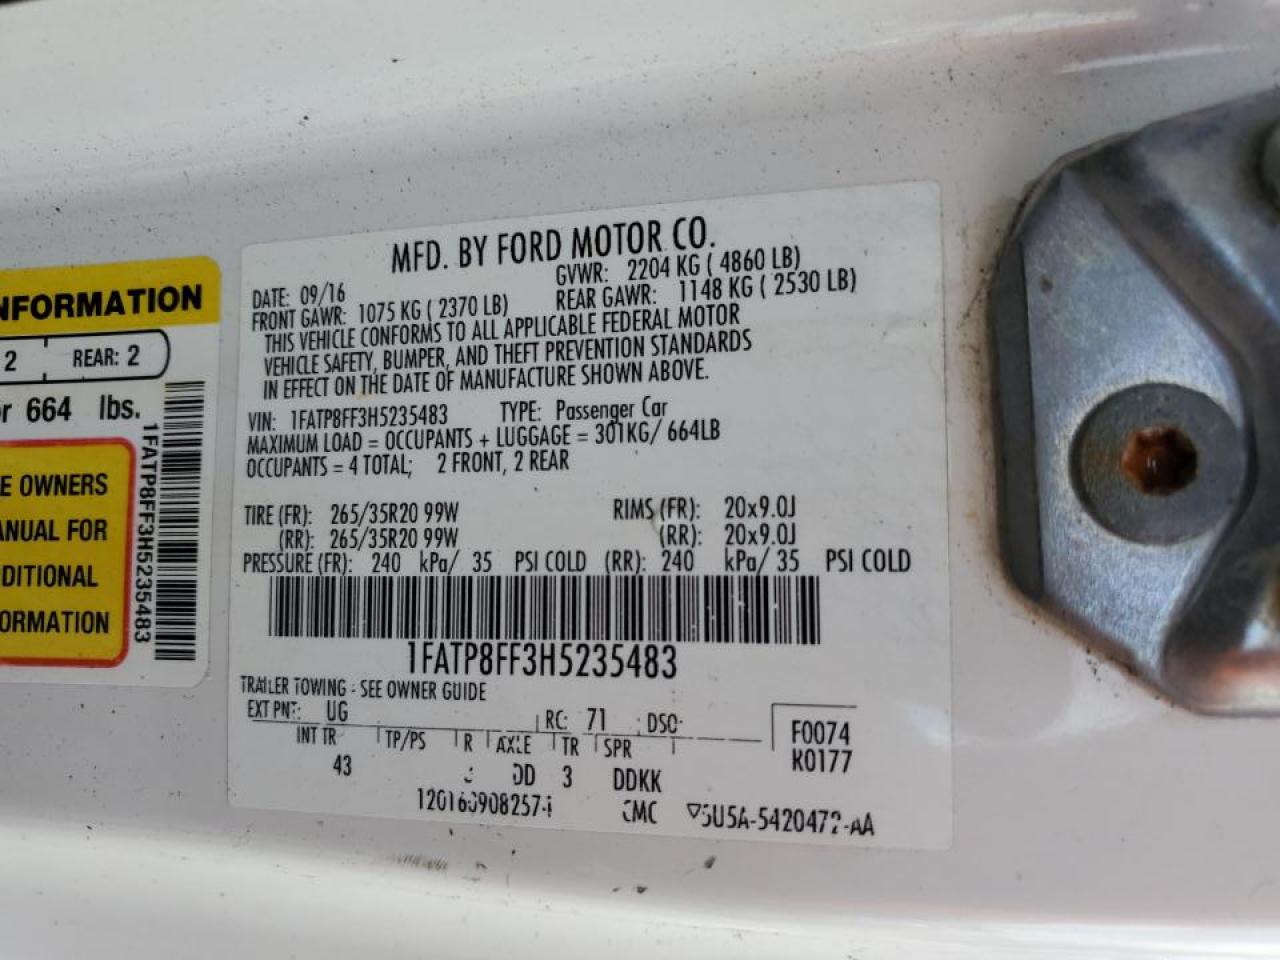 NFORMATION
2 REAR: 2
or 664 lbs.
E OWNERS
ANUAL FOR
DDITIONAL
ORMATION
1FATP8FF3H5235483
MFD. BY FORD MOTOR CO.
DATE: 09/16 GVWR: 2204 KG ( 4860 LB)
FRONT GAWR: 1075 KG ( 2370 LB) REAR GAWR: 1148 KG ( 2530 LB)
THIS VEHICLE CONFORMS TO ALL APPLICABLE FEDERAL MOTOR
VEHICLE SAFETY, BUMPER, AND THEFT PREVENTION STANDARDS
IN EFFECT ON THE DATE OF MANUFACTURE SHOWN ABOVE.
VIN: 1FATP8FF3H5235483 TYPE: Passenger Car
MAXIMUM LOAD = OCCUPANTS + LUGGAGE = 301KG/ 664LB
OCCUPANTS = 4 TOTAL; 2 FRONT, 2 REAR
TIRE (FR): 265/35R20 99W RIMS (FR): 20x9.0J
(RR): 265/35R20 99W (RR): 20x9.0J
PRESSURE (FR): 240 kPa/ 35 PSI COLD (RR): 240 kPa/ 35 PSI COLD
1FATP8FF3H5235483
TRAILER TOWING - SEE OWNER GUIDE
EXT PNT: UG RC: 71 DSO:
INT TR TP/PS R AXLE TR SPR
43 DD 3 DDKK
F0074
K0177